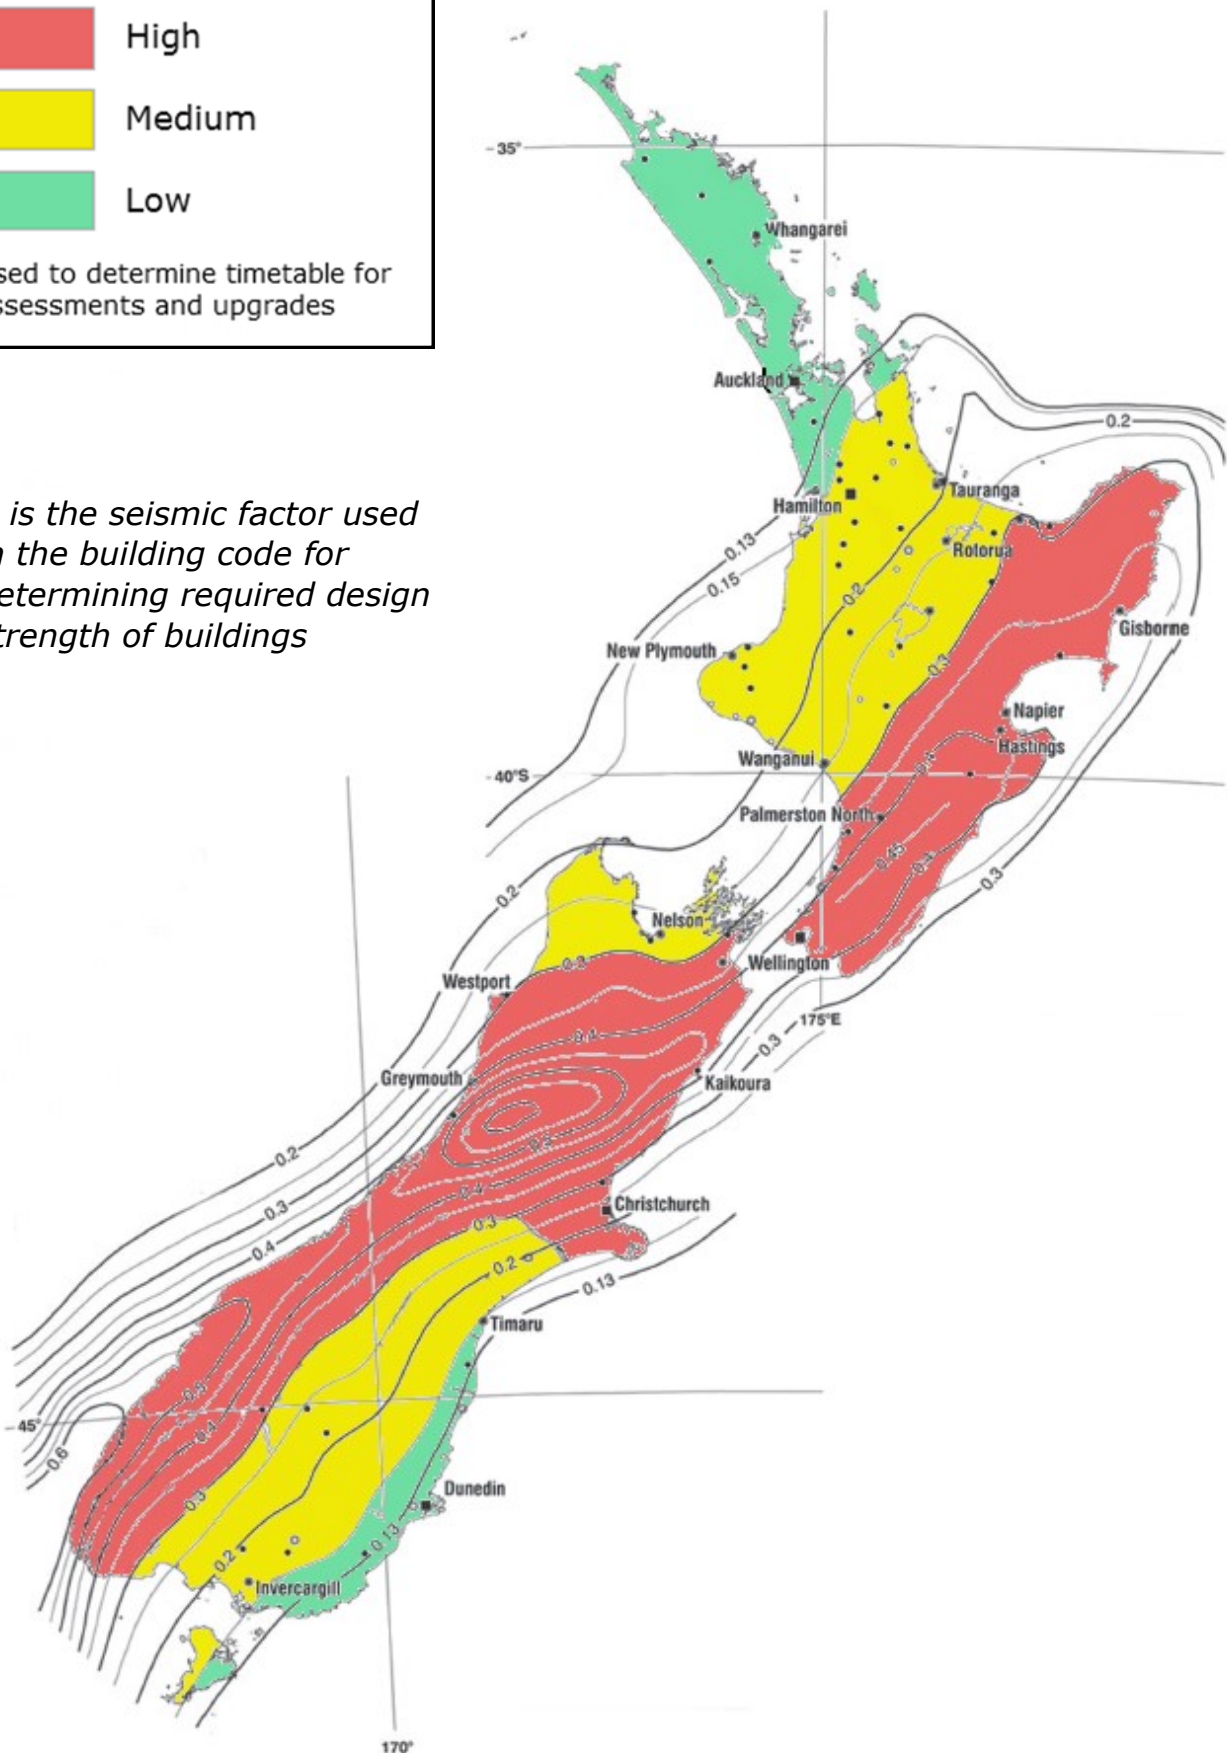 High
Medium
Low
sed to determine timetable for
ssessments and upgrades
is the seismic factor used
the building code for
etermining required design
trength of buildings
35°
Whangarei
Auckland
0.2
Tauranga
Hamilton
0.13
Rotorua
0.15
0.2
Gisborne
New Plymouth
0.3
Napier
Hastings
Wanganui
0.4
40°S
Palmerston North
0.45
0.4
0.3
0.2
Nelson
Wellington
0.3
Westport
175°E
0.4
0.3
Greymouth
Kaikoura
0.2
0.4
Christchurch
0.3
0.3
0.4
0.2
0.13
Timaru
0.5
45°
0.4
0.6
Dunedin
0.3
0.13
0.2
Invercargill
170°